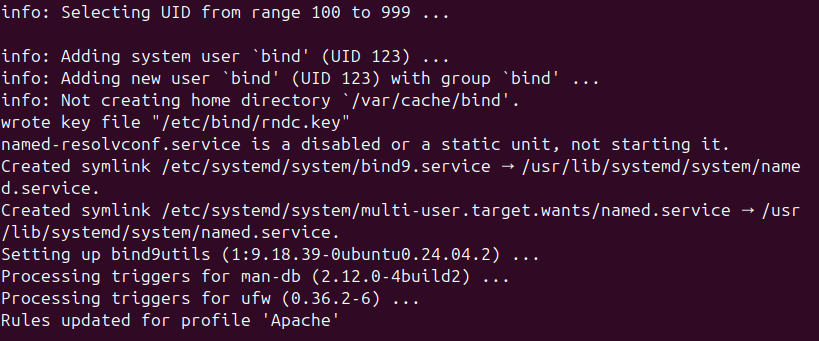 info: Selecting UID from range 100 to 999 ...
info: Adding system user `bind' (UID 123) ...
info: Adding new user `bind' (UID 123) with group `bind' ...
info: Not creating home directory `/var/cache/bind'.
wrote key file "/etc/bind/rndc.key"
named-resolvconf.service is a disabled or a static unit, not starting it.
Created symlink /etc/systemd/system/bind9.service → /usr/lib/systemd/system/name
d.service.
Created symlink /etc/systemd/system/multi-user.target.wants/named.service → /usr
/lib/systemd/system/named.service.
Setting up bind9utils (1:9.18.39-0ubuntu0.24.04.2) ...
Processing triggers for man-db (2.12.0-4build2) ...
Processing triggers for ufw (0.36.2-6) ...
Rules updated for profile 'Apache'